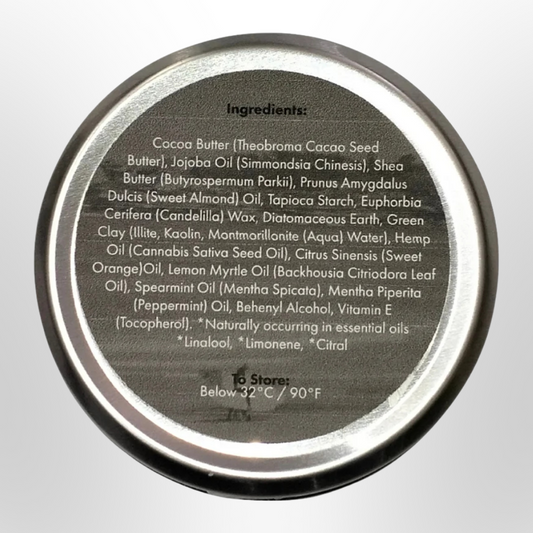 Ingredients:
Cocoa Butter (Theobroma Cacao Seed
Butter), Jojoba Oil (Simmondsia Chinesis), Shea
Butter (Butyrospermum Parkii), Prunus Amygdalus
Dulcis (Sweet Almond) Oil, Tapioca Starch, Euphorbia
Cerifera (Candelilla) Wax, Diatomaceous Earth, Green
Clay (Illite, Kaolin, Montmorillonite (Aqua) Water), Hemp
Oil (Cannabis Sativa Seed Oil), Citrus Sinensis (Sweet
Orange)Oil, Lemon Myrtle Oil (Backhousia Citriodora Leaf
Oil), Spearmint Oil (Mentha Spicata), Mentha Piperita
(Peppermint) Oil, Behenyl Alcohol, Vitamin E
(Tocopherol). *Naturally occurring in essential oils
*Linalool, *Limonene, *Citral
To Store:
Below 32°C / 90°F